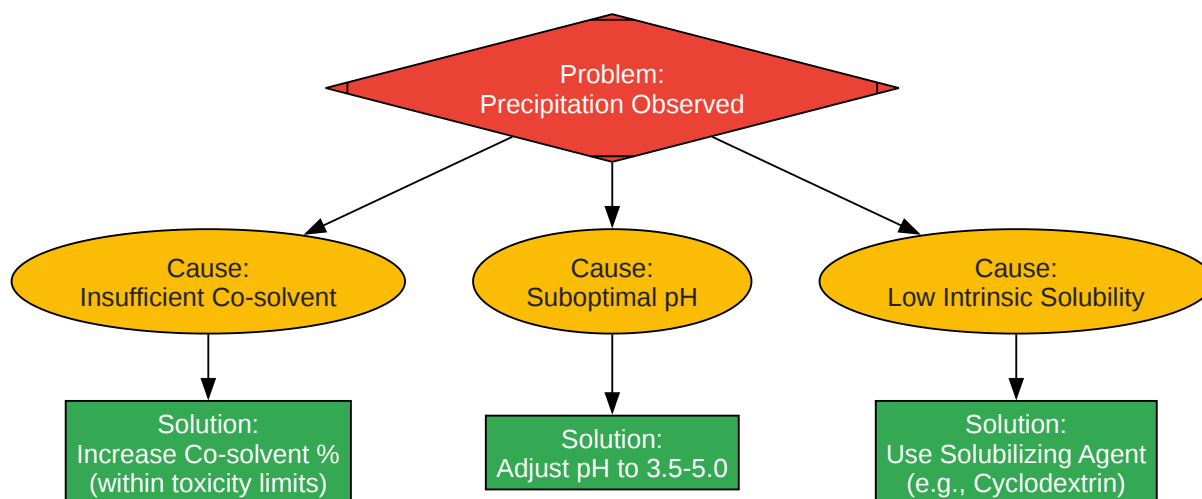 Problem:
Precipitation Observed
Cause:
Insufficient Co-solvent
Cause:
Suboptimal pH
Cause:
Low Intrinsic Solubility
Solution:
Increase Co-solvent %
(within toxicity limits)
Solution:
Adjust pH to 3.5-5.0
Solution:
Use Solubilizing Agent
(e.g., Cyclodextrin)